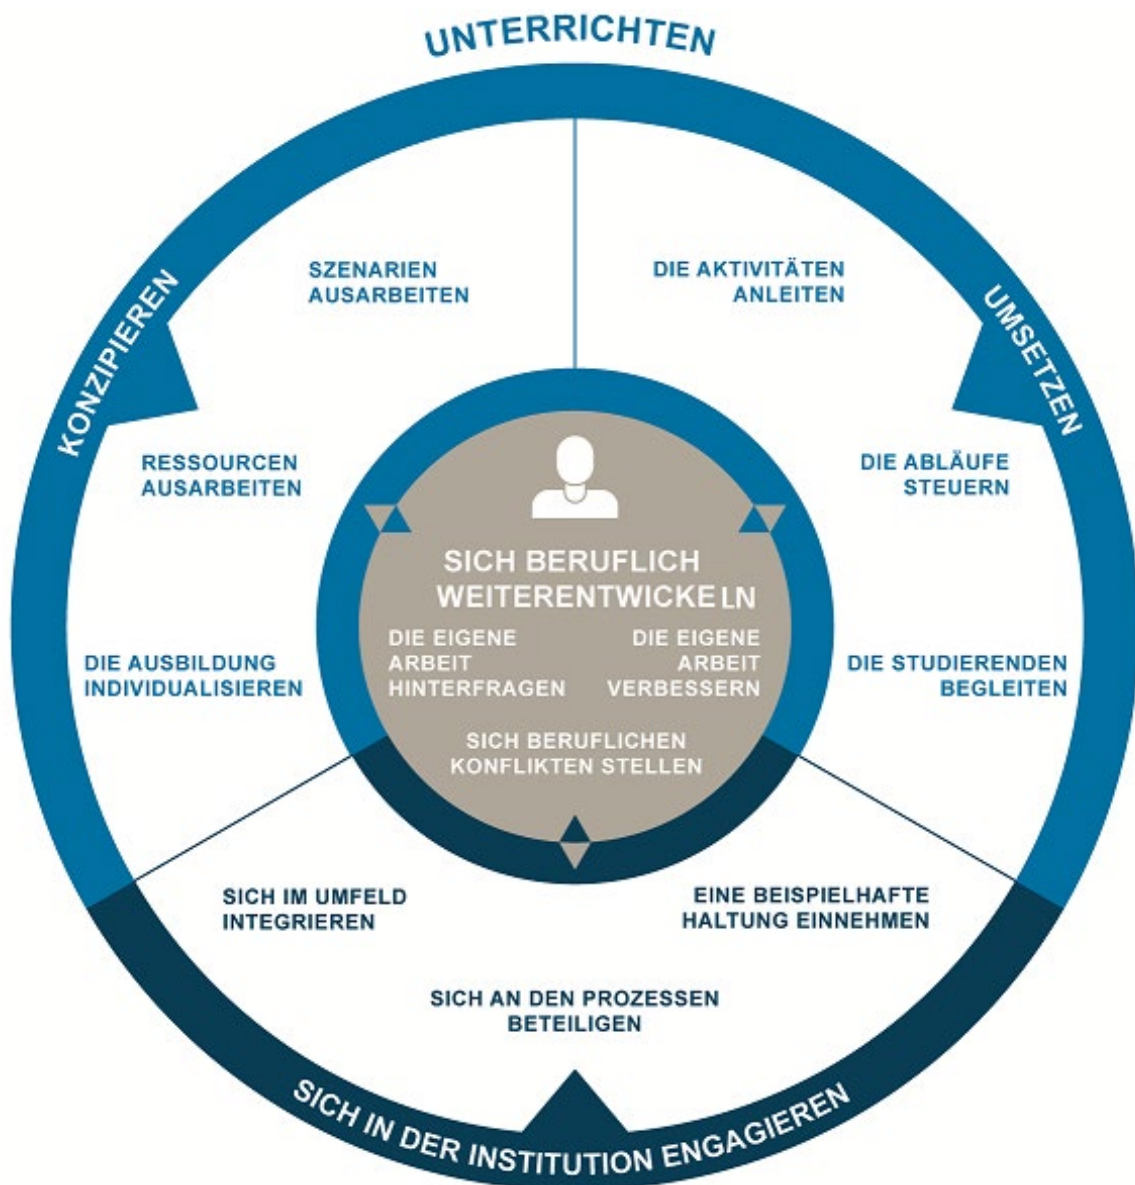 UNTERRICHTEN
KONZIPIEREN
SZENARIEN
AUSARBEITEN
RESSOURCEN
AUSARBEITEN
DIE AUSBILDUNG
INDIVIDUALISIEREN
UMSETZEN
DIE AKTIVITÄTEN
ANLEITEN
DIE ABLÄUFE
STEUERN
DIE STUDIERENDEN
BEGLEITEN
SICH BERUFLICH
WEITERENTWICKELN
DIE EIGENE
ARBEIT
HINTERFRAGEN
DIE EIGENE
ARBEIT
VERBESSERN
SICH BERUFLICHEN
KONFLIKTEN STELLEN
SICH IM UMFELD
INTEGRIEREN
EINE BEISPIELHAFTE
HALTUNG EINNEHMEN
SICH AN DEN PROZESSEN
BETEILIGEN
SICH IN DER INSTITUTION ENGAGIEREN